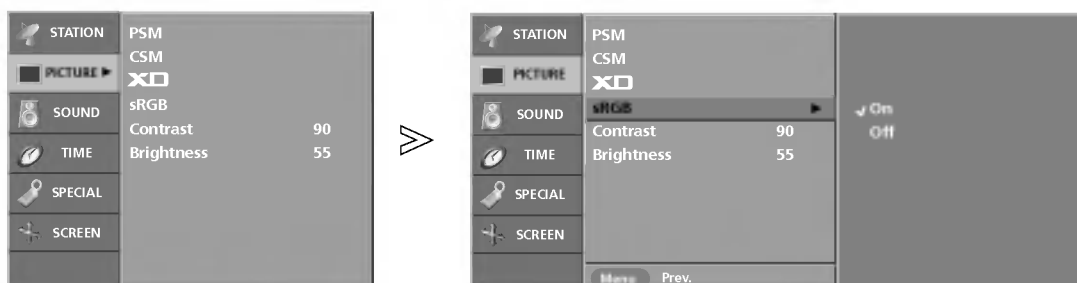 STATION
PICTURE ▶
SOUND
TIME
SPECIAL
SCREEN
PSM
CSM
XD
sRGB
Contrast 90
Brightness 55
STATION
PICTURE
SOUND
TIME
SPECIAL
SCREEN
PSM
CSM
XD
sRGB ▶
Contrast 90
Brightness 55
Menu Prev.
✓ On
Off